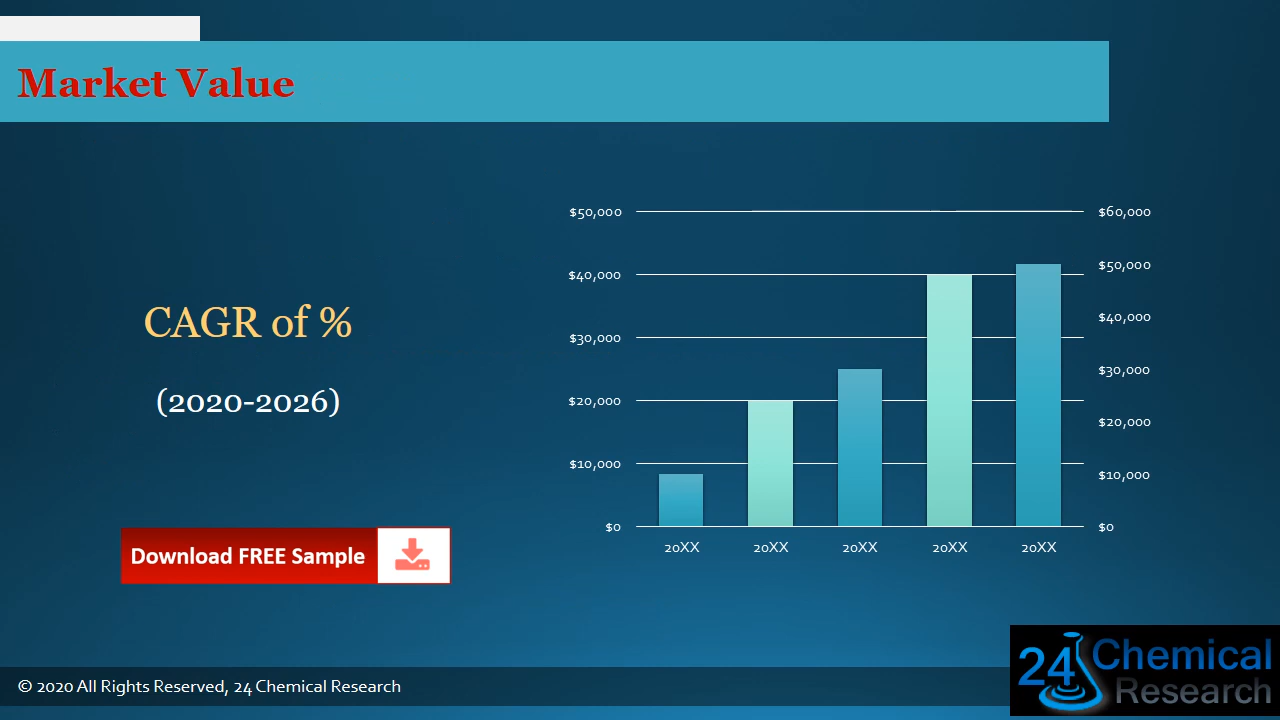 Market Value
CAGR of %
(2020-2026)
Download FREE Sample
$50,000
$40,000
$30,000
$20,000
$10,000
$0
$60,000
$50,000
$40,000
$30,000
$20,000
$10,000
$0
20XX 20XX 20XX 20XX 20XX
© 2020 All Rights Reserved, 24 Chemical Research
24 Chemical
Research